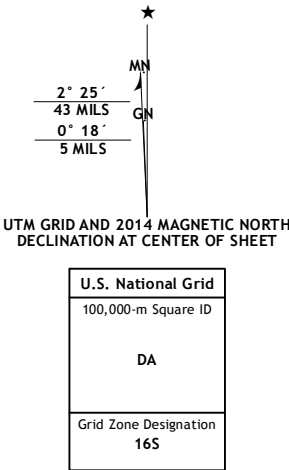 ★
MN
2° 25´
43 MILS
GN
0° 18´
5 MILS
UTM GRID AND 2014 MAGNETIC NORTH
DECLINATION AT CENTER OF SHEET
U.S. National Grid
100,000-m Square ID
DA
Grid Zone Designation
16S